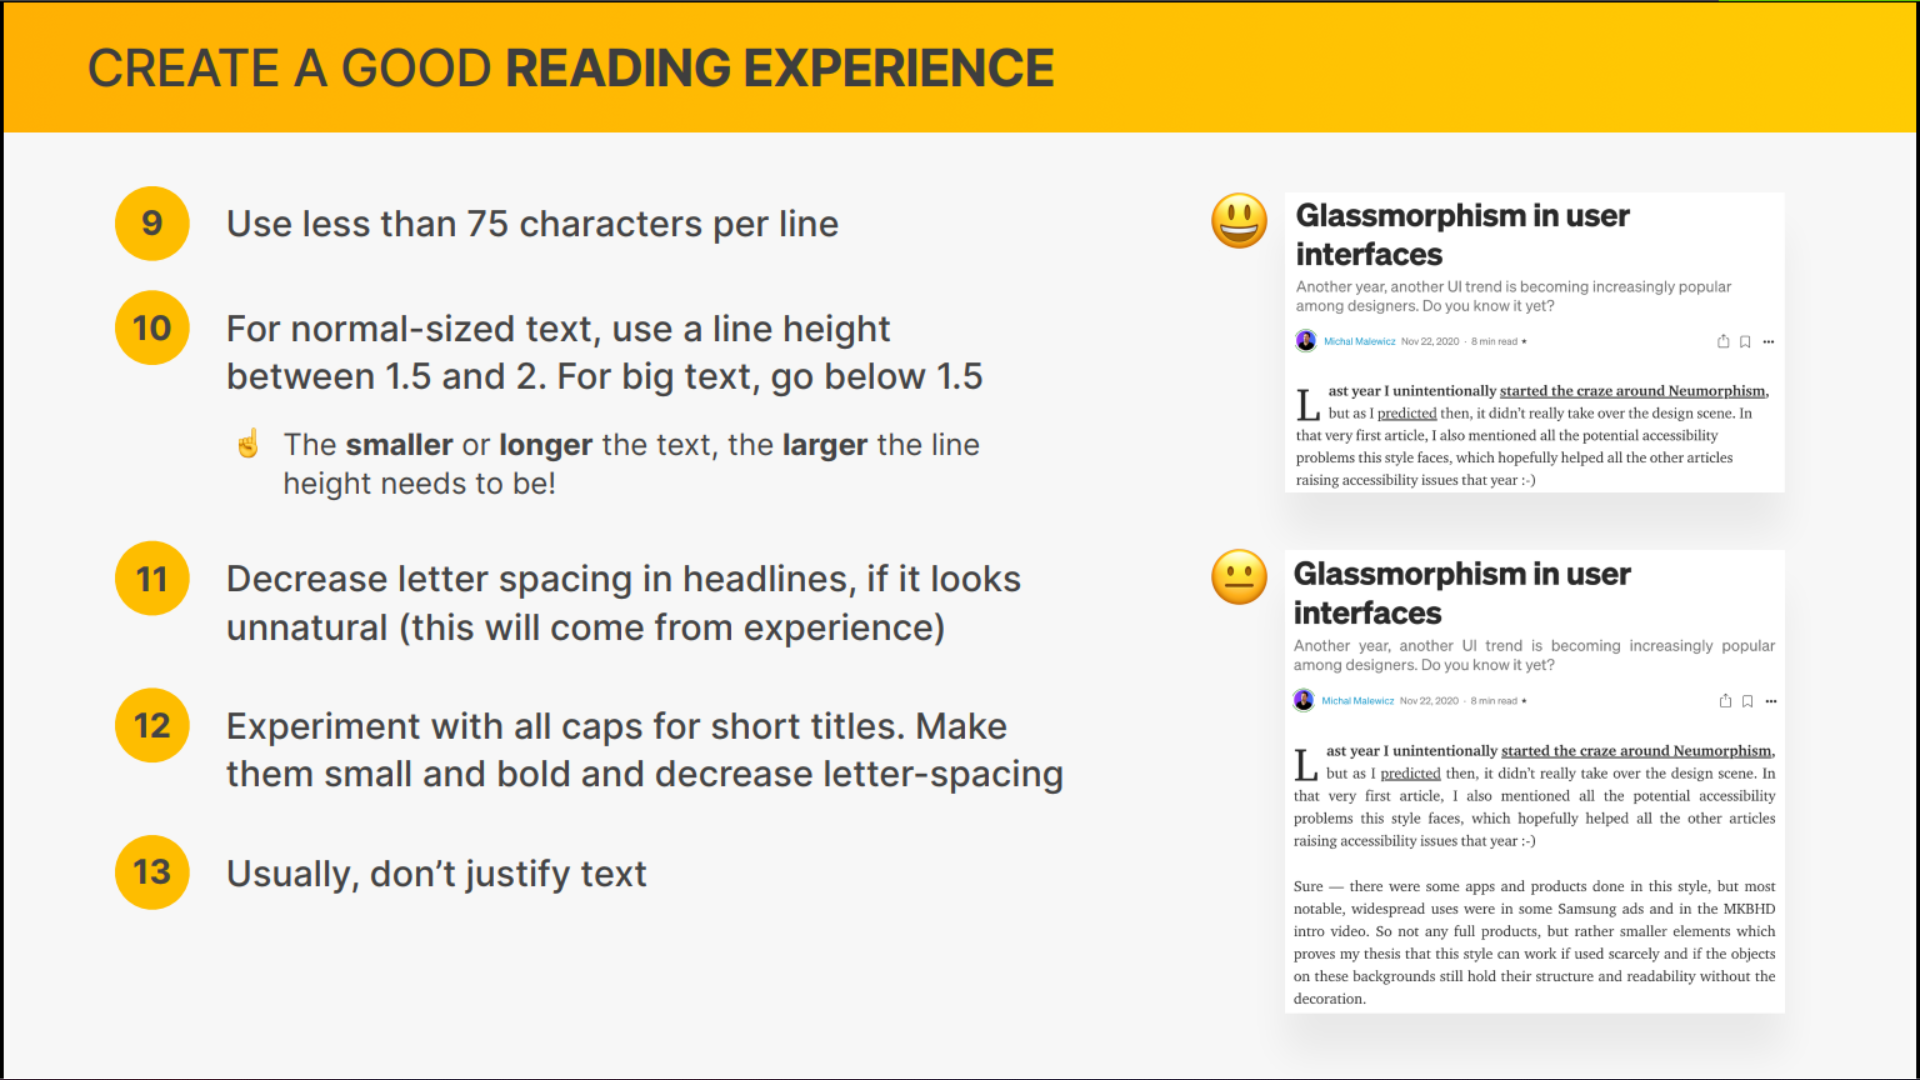 CREATE A GOOD READING EXPERIENCE
9
Use less than 75 characters per line
10
For normal-sized text, use a line height
between 1.5 and 2. For big text, go below 1.5
The smaller or longer the text, the larger the line
height needs to be!
11
Decrease letter spacing in headlines, if it looks
unnatural (this will come from experience)
12
Experiment with all caps for short titles. Make
them small and bold and decrease letter-spacing
13
Usually, don’t justify text
Glassmorphism in user
interfaces
Another year, another UI trend is becoming increasingly popular
among designers. Do you know it yet?
Michal Malewicz Nov 22, 2020 · 8 min read ★
Last year I unintentionally started the craze around Neumorphism,
but as I predicted then, it didn’t really take over the design scene. In
that very first article, I also mentioned all the potential accessibility
problems this style faces, which hopefully helped all the other articles
raising accessibility issues that year :-)
Glassmorphism in user
interfaces
Another year, another UI trend is becoming increasingly popular
among designers. Do you know it yet?
Michal Malewicz Nov 22, 2020 · 8 min read ★
Last year I unintentionally started the craze around Neumorphism,
but as I predicted then, it didn’t really take over the design scene. In
that very first article, I also mentioned all the potential accessibility
problems this style faces, which hopefully helped all the other articles
raising accessibility issues that year :-)
Sure — there were some apps and products done in this style, but most
notable, widespread uses were in some Samsung ads and in the MKBHD
intro video. So not any full products, but rather smaller elements which
proves my thesis that this style can work if used scarcely and if the objects
on these backgrounds still hold their structure and readability without the
decoration.